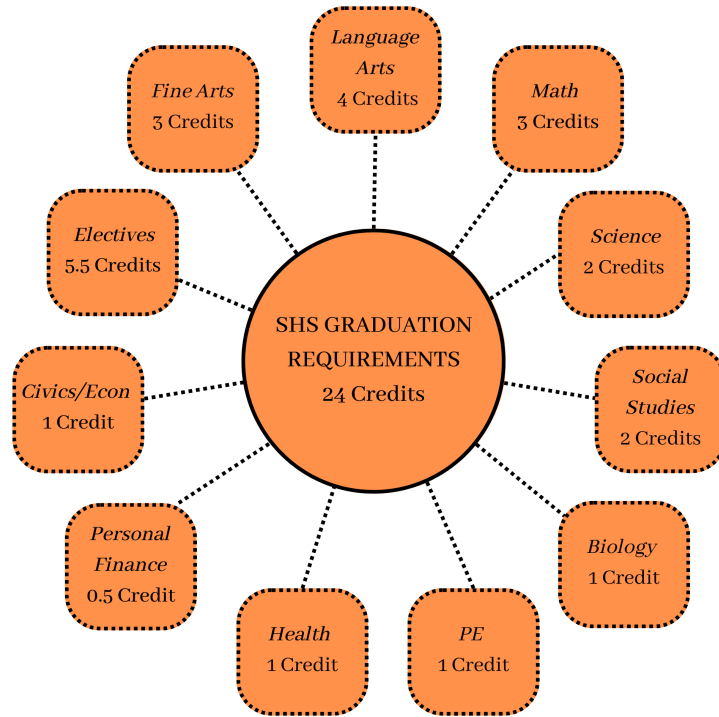 Language
Arts
4 Credits
Math
3 Credits
Science
2 Credits
Social
Studies
2 Credits
Biology
1 Credit
PE
1 Credit
Health
1 Credit
Personal
Finance
0.5 Credit
Civics/Econ
1 Credit
Electives
5.5 Credits
Fine Arts
3 Credits
SHS GRADUATION
REQUIREMENTS
24 Credits